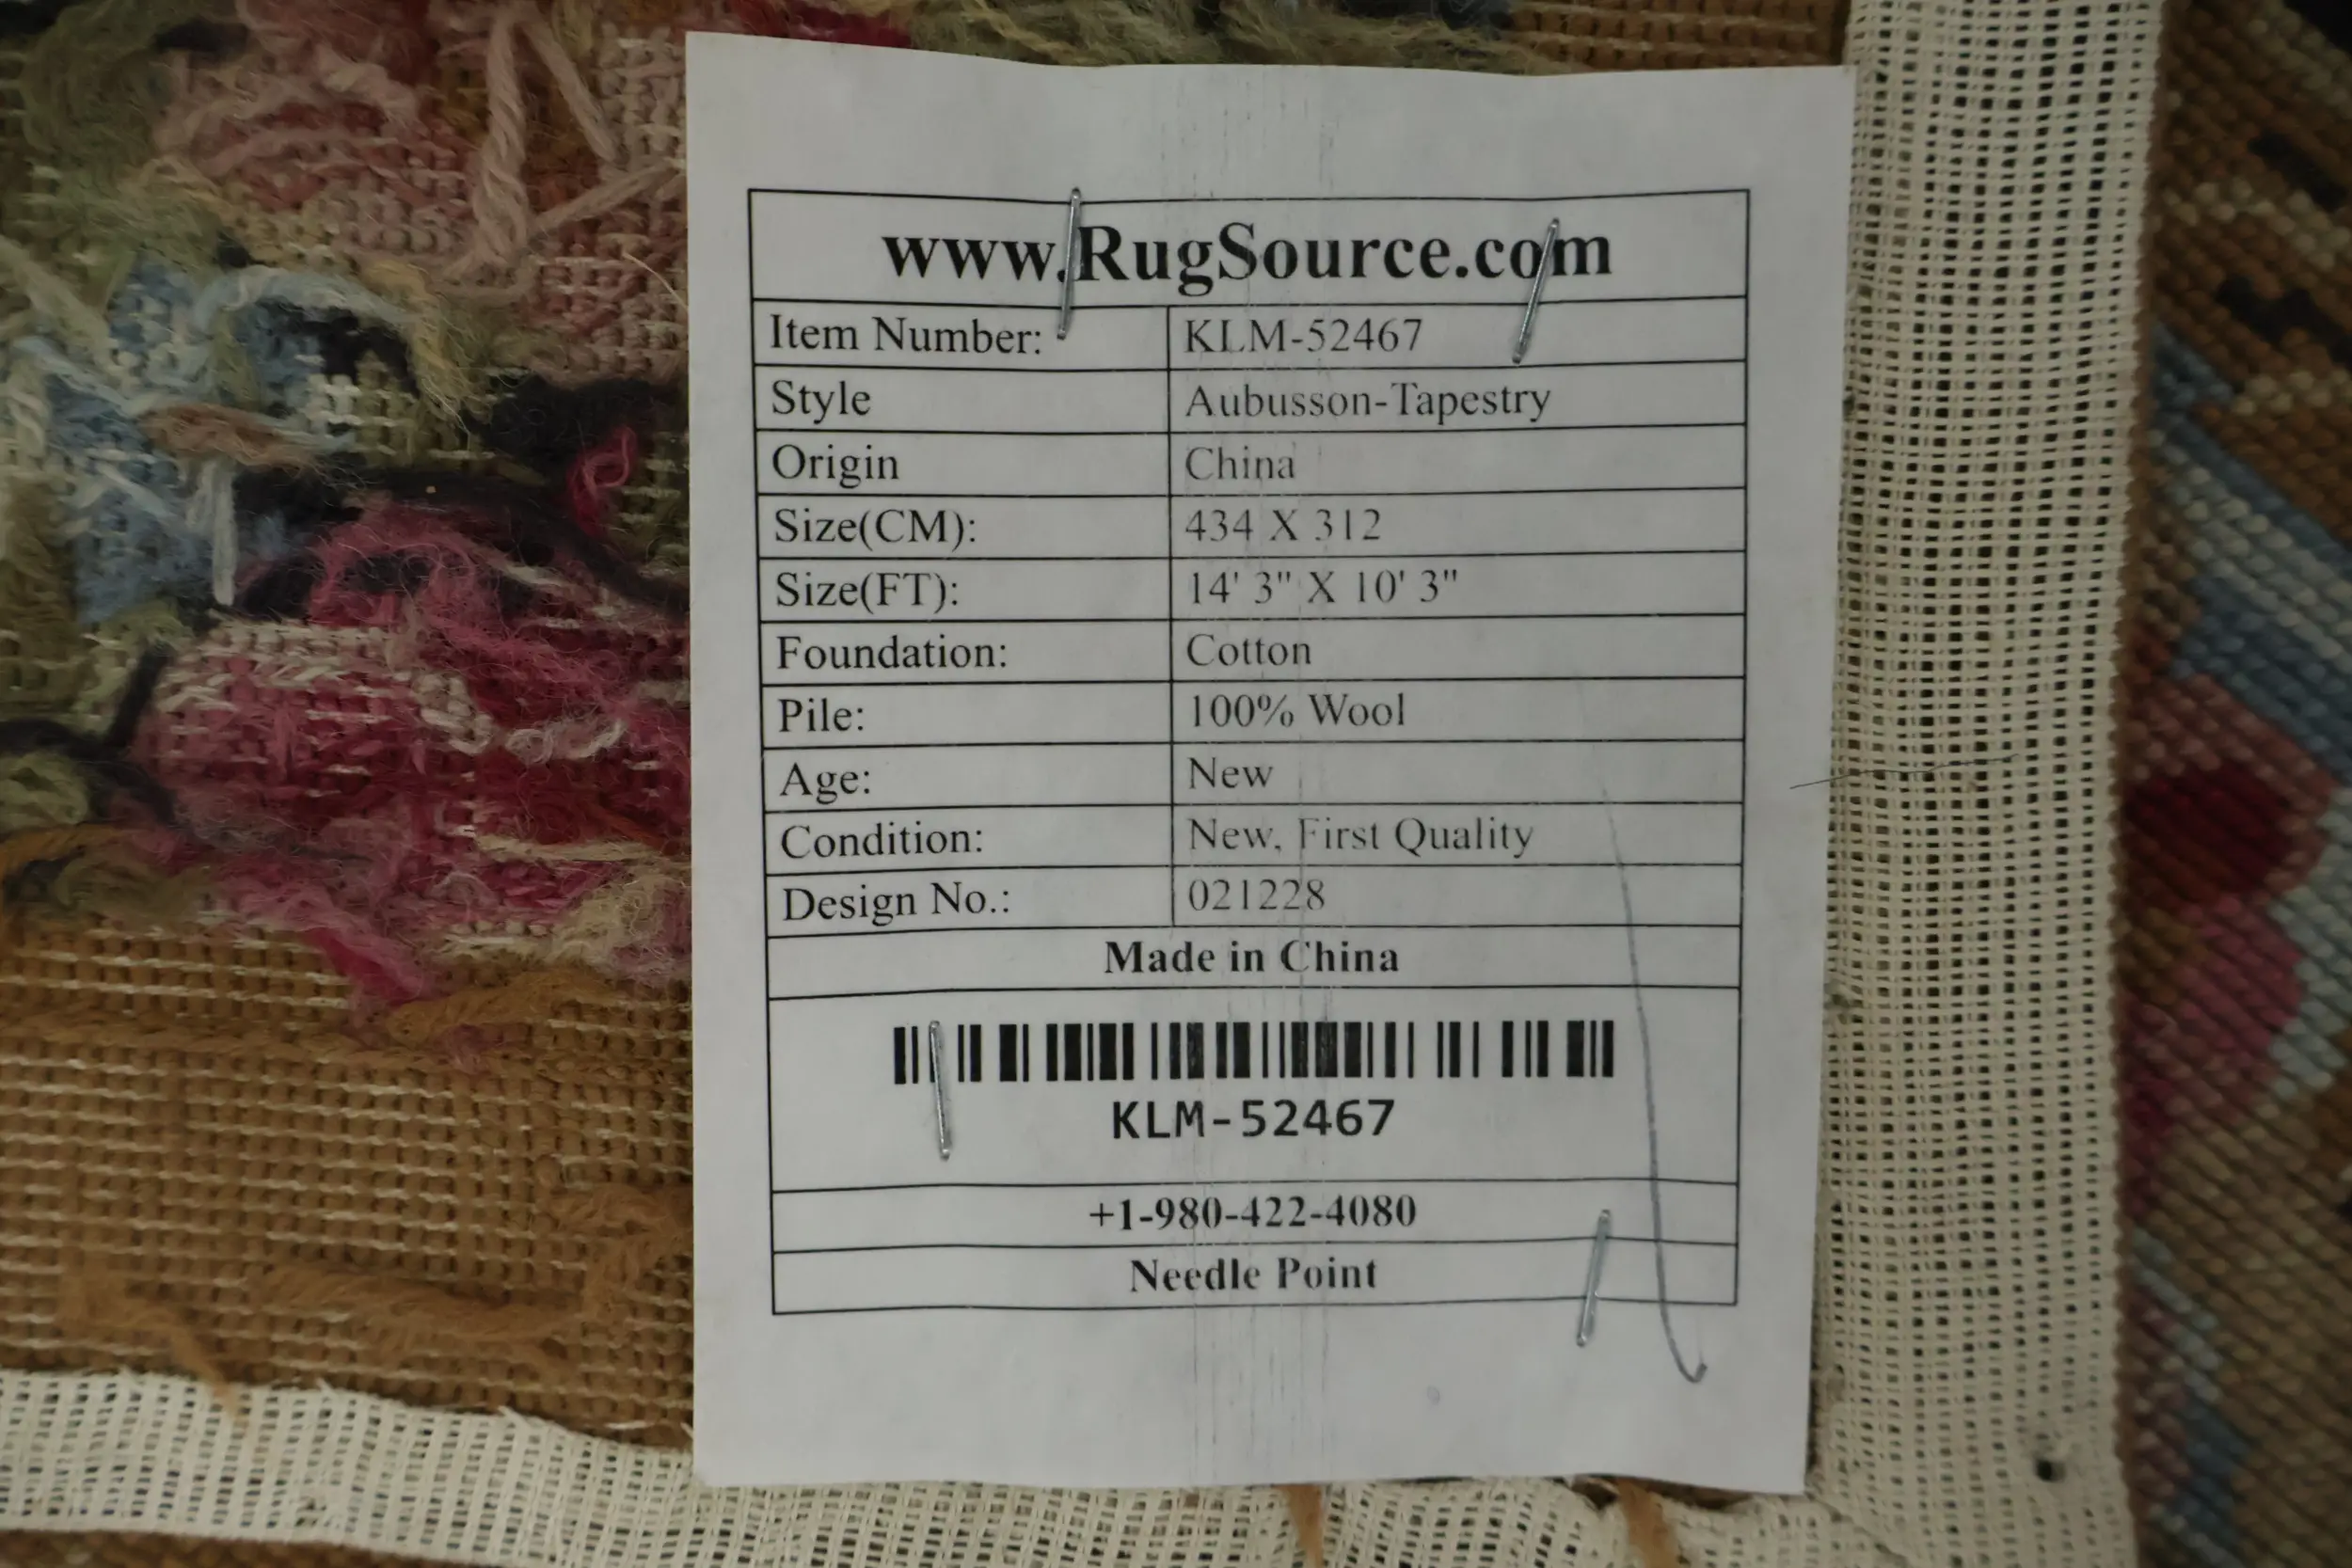 www.RugSource.com
Item Number: KLM-52467
Style Aubusson-Tapestry
Origin China
Size(CM): 434 X 312
Size(FT): 14' 3" X 10' 3"
Foundation: Cotton
Pile: 100% Wool
Age: New
Condition: New, First Quality
Design No.: 021228
Made in China
KLM-52467
+1-980-422-4080
Needle Point